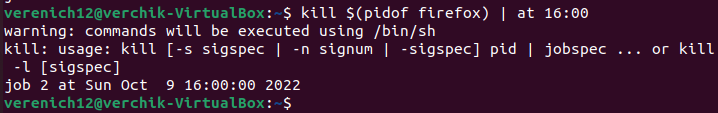 verenich12@verchik-VirtualBox:~$ kill $(pidof firefox) | at 16:00
warning: commands will be executed using /bin/sh
kill: usage: kill [-s sigspec | -n signum | -sigspec] pid | jobspec ... or kill
 -l [sigspec]
job 2 at Sun Oct  9 16:00:00 2022
verenich12@verchik-VirtualBox:~$